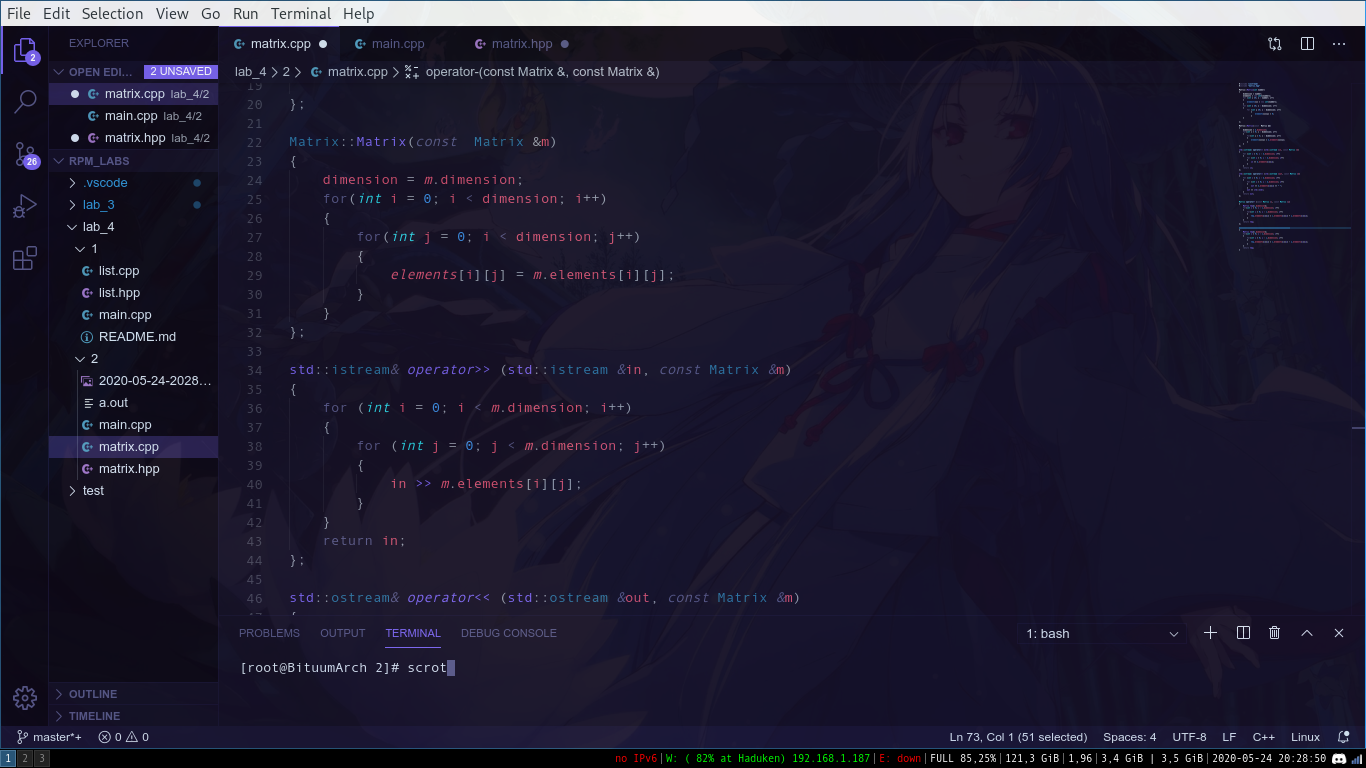 File Edit Selection View Go Run Terminal Help
EXPLORER
OPEN EDI... 2 UNSAVED
matrix.cpp lab_4/2
main.cpp lab_4/2
matrix.hpp lab_4/2
RPM_LABS
.vscode
lab_3
lab_4
1
list.cpp
list.hpp
main.cpp
README.md
2
2020-05-24-2028...
a.out
main.cpp
matrix.cpp
matrix.hpp
test
OUTLINE
TIMELINE
2
26
matrix.cpp main.cpp matrix.hpp
lab_4 > 2 > matrix.cpp > operator-(const Matrix &, const Matrix &)
19
20 };
21
22 Matrix::Matrix(const  Matrix &m)
23 {
24     dimension = m.dimension;
25     for(int i = 0; i < dimension; i++)
26     {
27         for(int j = 0; i < dimension; j++)
28         {
29             elements[i][j] = m.elements[i][j];
30         }
31     }
32 };
33
34 std::istream& operator>> (std::istream &in, const Matrix &m)
35 {
36     for (int i = 0; i < m.dimension; i++)
37     {
38         for (int j = 0; j < m.dimension; j++)
39         {
40             in >> m.elements[i][j];
41         }
42     }
43     return in;
44 };
45
46 std::ostream& operator<< (std::ostream &out, const Matrix &m)
47 {
PROBLEMS OUTPUT TERMINAL DEBUG CONSOLE 1: bash
[root@BituumArch 2]# scrot
master*+ 0 0 Ln 73, Col 1 (51 selected) Spaces: 4 UTF-8 LF C++ Linux
1 2 3 no IPv6|W: ( 82% at Haduken) 192.168.1.187|E: down|FULL 85,25%|121,3 GiB|1,96|3,4 GiB | 3,5 GiB|2020-05-24 20:28:50